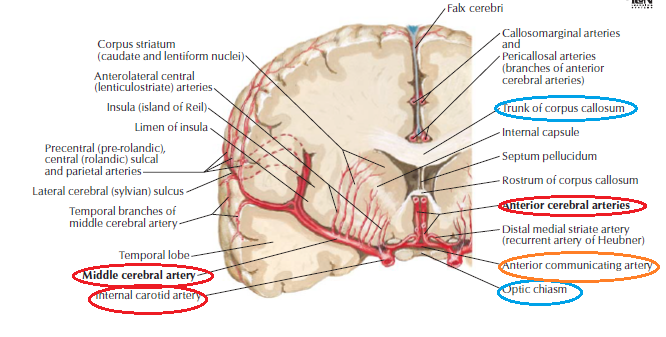 Falx cerebri
Corpus striatum
(caudate and lentiform nuclei)
Anterolateral central
(lenticulostriate) arteries
Insula (island of Reil)
Limen of insula
Precentral (pre-rolandic),
central (rolandic) sulcal
and parietal arteries
Lateral cerebral (sylvian) sulcus
Temporal branches of
middle cerebral artery
Temporal lobe
Middle cerebral artery
Internal carotid artery
Callosomarginal arteries
and
Pericallosal arteries
(branches of anterior
cerebral arteries)
Trunk of corpus callosum
Internal capsule
Septum pellucidum
Rostrum of corpus callosum
Anterior cerebral arteries
Distal medial striate artery
(recurrent artery of Heubner)
Anterior communicating artery
Optic chiasm